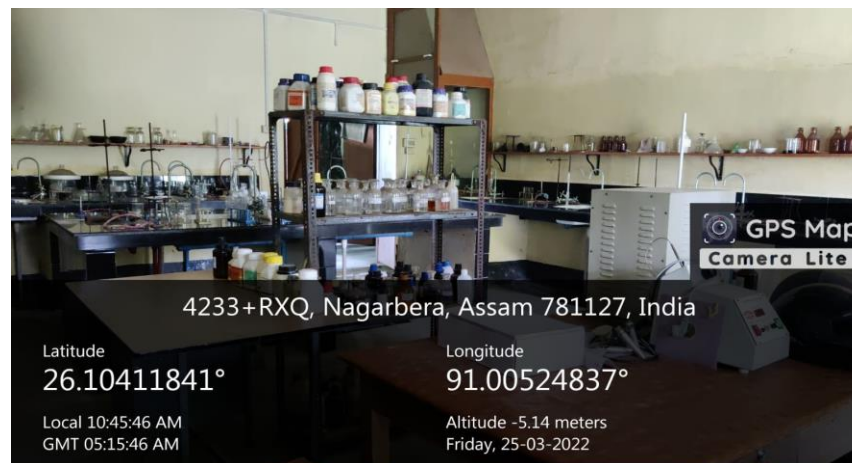 GPS Map
Camera Lite
4233+RXQ, Nagarbera, Assam 781127, India
Latitude
26.10411841°
Longitude
91.00524837°
Local 10:45:46 AM
GMT 05:15:46 AM
Altitude -5.14 meters
Friday, 25-03-2022